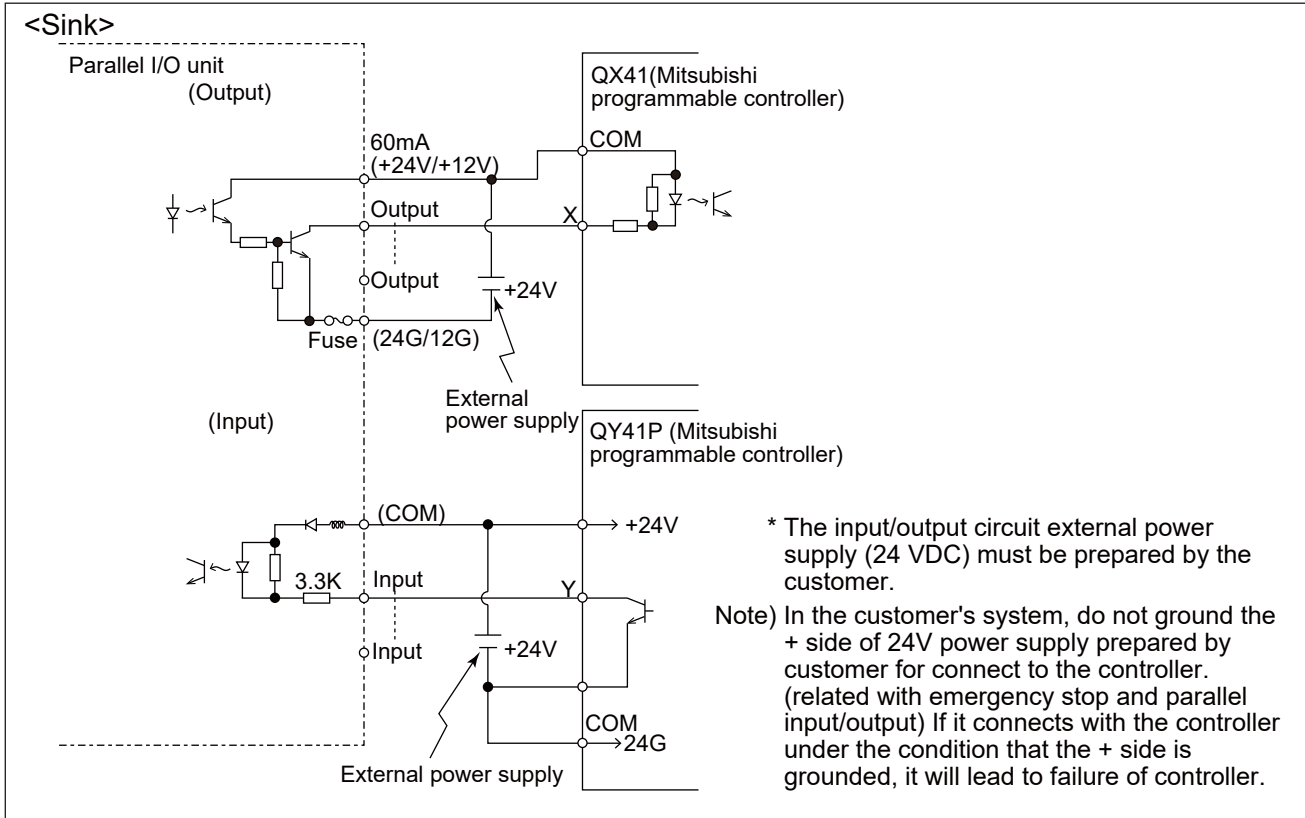 <Sink>
Parallel I/O unit
(Output)
QX41(Mitsubishi
programmable controller)
60mA
(+24V/+12V)
COM
Output
X
Output
+24V
Fuse
(24G/12G)
External
power supply
(Input)
QY41P (Mitsubishi
programmable controller)
(COM)
+24V
3.3K
Input
Y
Input
+24V
COM
24G
External power supply
* The input/output circuit external power
supply (24 VDC) must be prepared by the
customer.
Note) In the customer's system, do not ground the
+ side of 24V power supply prepared by
customer for connect to the controller.
(related with emergency stop and parallel
input/output) If it connects with the controller
under the condition that the + side is
grounded, it will lead to failure of controller.